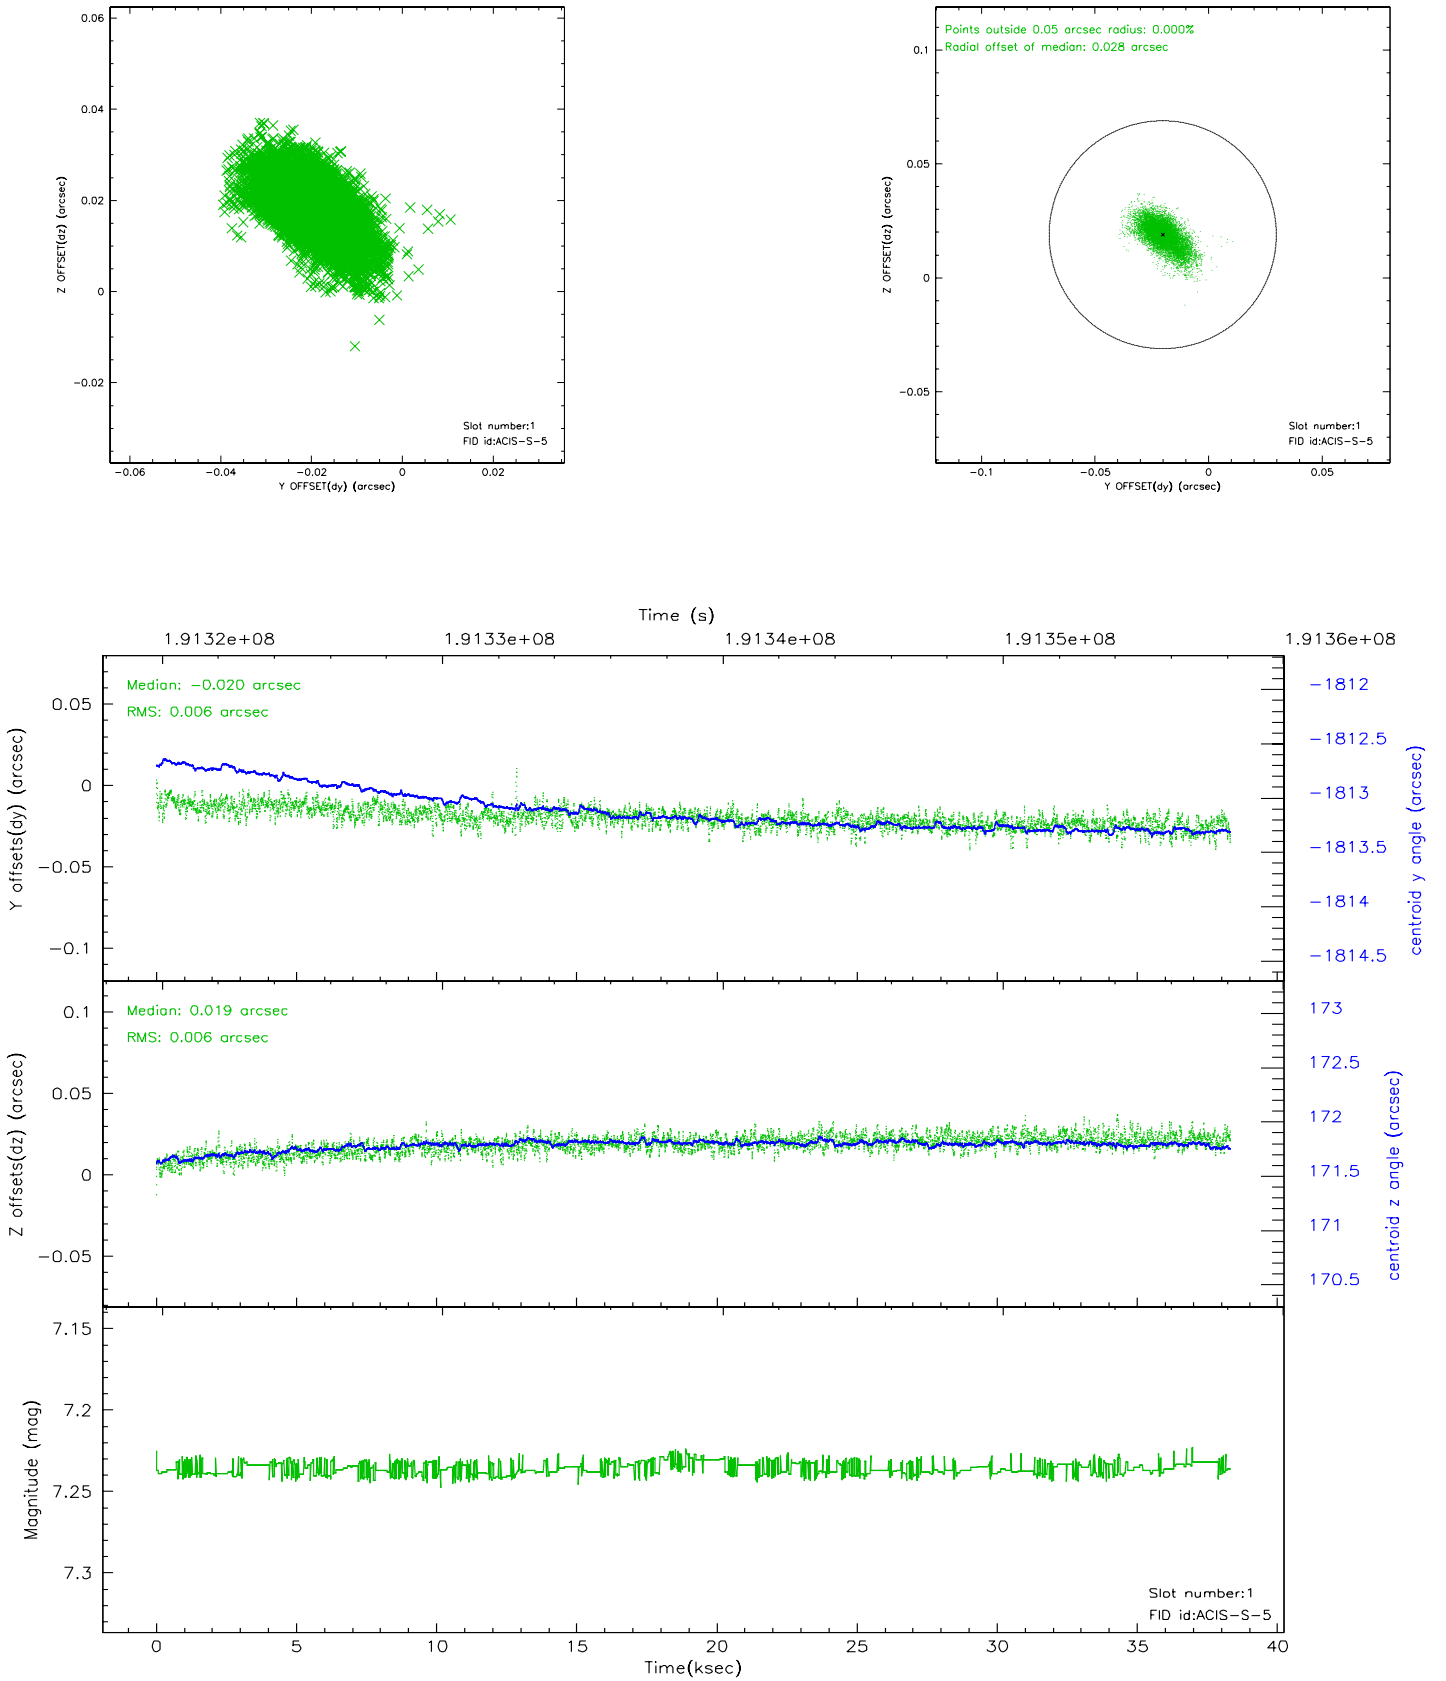 0.06
0.04
0.02
0
−0.02
−0.06
−0.04
−0.02
0
0.02
Z OFFSET(dz) (arcsec)
Y OFFSET(dy) (arcsec)
Slot number:1
FID id:ACIS−S−5
Points outside 0.05 arcsec radius: 0.000%
Radial offset of median: 0.028 arcsec
0.1
0.05
0
−0.05
−0.1
−0.05
0
0.05
Z OFFSET(dz) (arcsec)
Y OFFSET(dy) (arcsec)
Slot number:1
FID id:ACIS−S−5
Time (s)
1.9132e+08 1.9133e+08 1.9134e+08 1.9135e+08 1.9136e+08
Median: −0.020 arcsec
RMS: 0.006 arcsec
0.05
0
−0.05
−0.1
Y offsets(dy) (arcsec)
−1812
−1812.5
−1813
−1813.5
−1814
−1814.5
centroid y angle (arcsec)
Median: 0.019 arcsec
RMS: 0.006 arcsec
0.1
0.05
0
−0.05
Z offsets(dz) (arcsec)
173
172.5
172
171.5
171
170.5
centroid z angle (arcsec)
7.15
7.2
7.25
7.3
Magnitude (mag)
Slot number:1
FID id:ACIS−S−5
0 5 10 15 20 25 30 35 40
Time(ksec)